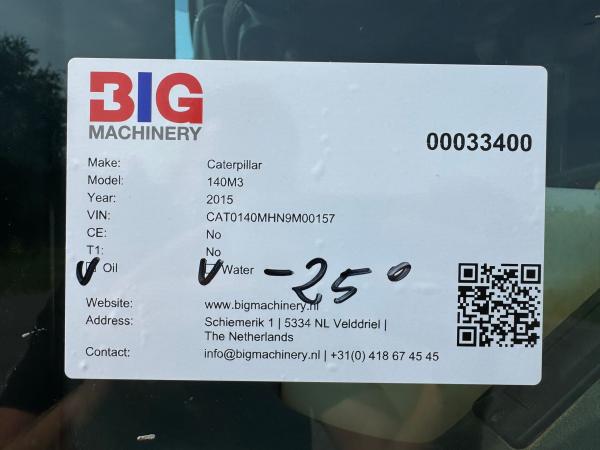 BIG
MACHINERY
00033400
Make: Caterpillar
Model: 140M3
Year: 2015
VIN: CAT0140MHN9M00157
CE: No
T1: No
Oil Water -25°
Website: www.bigmachinery.nl
Address: Schiemerik 1 | 5334 NL Velddriel |
The Netherlands
Contact: info@bigmachinery.nl | +31(0) 418 67 45 45